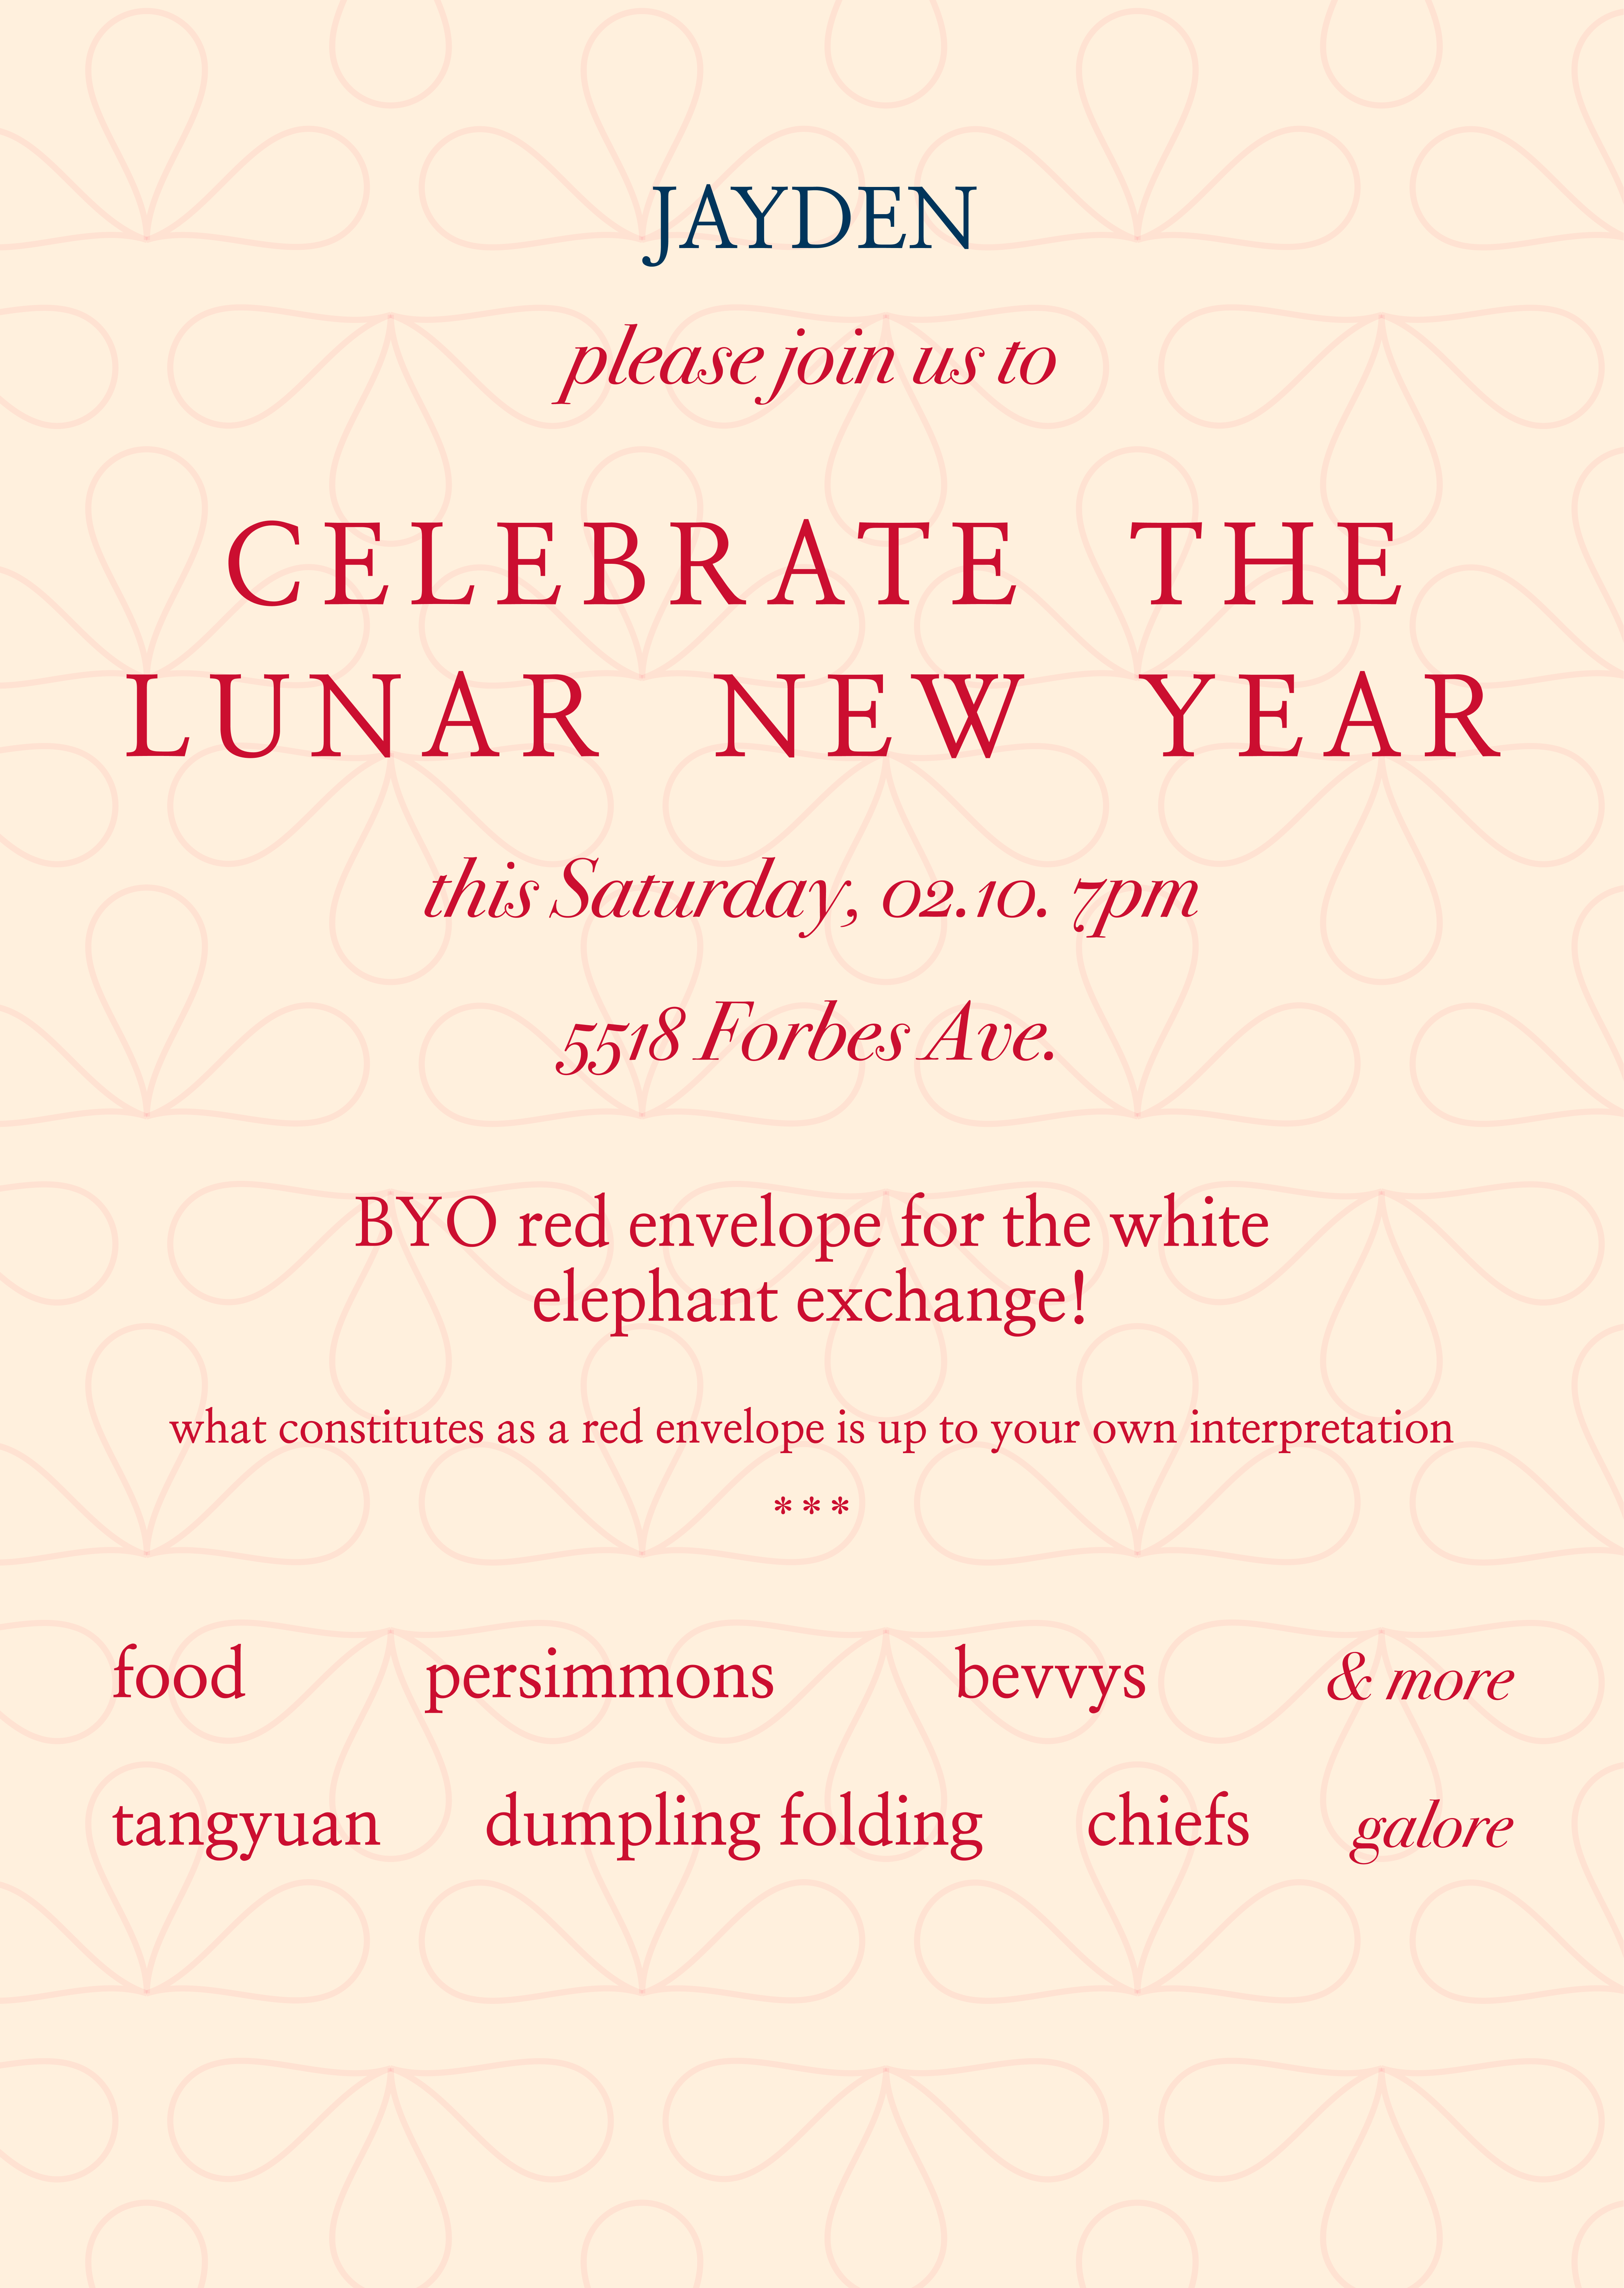 JAYDEN
please join us to
CELEBRATE THE
LUNAR NEW YEAR
this Saturday, 02.10. 7pm
5518 Forbes Ave.
BYO red envelope for the white
elephant exchange!
what constitutes as a red envelope is up to your own interpretation
***
food persimmons bevvys & more
tangyuan dumpling folding chiefs galore